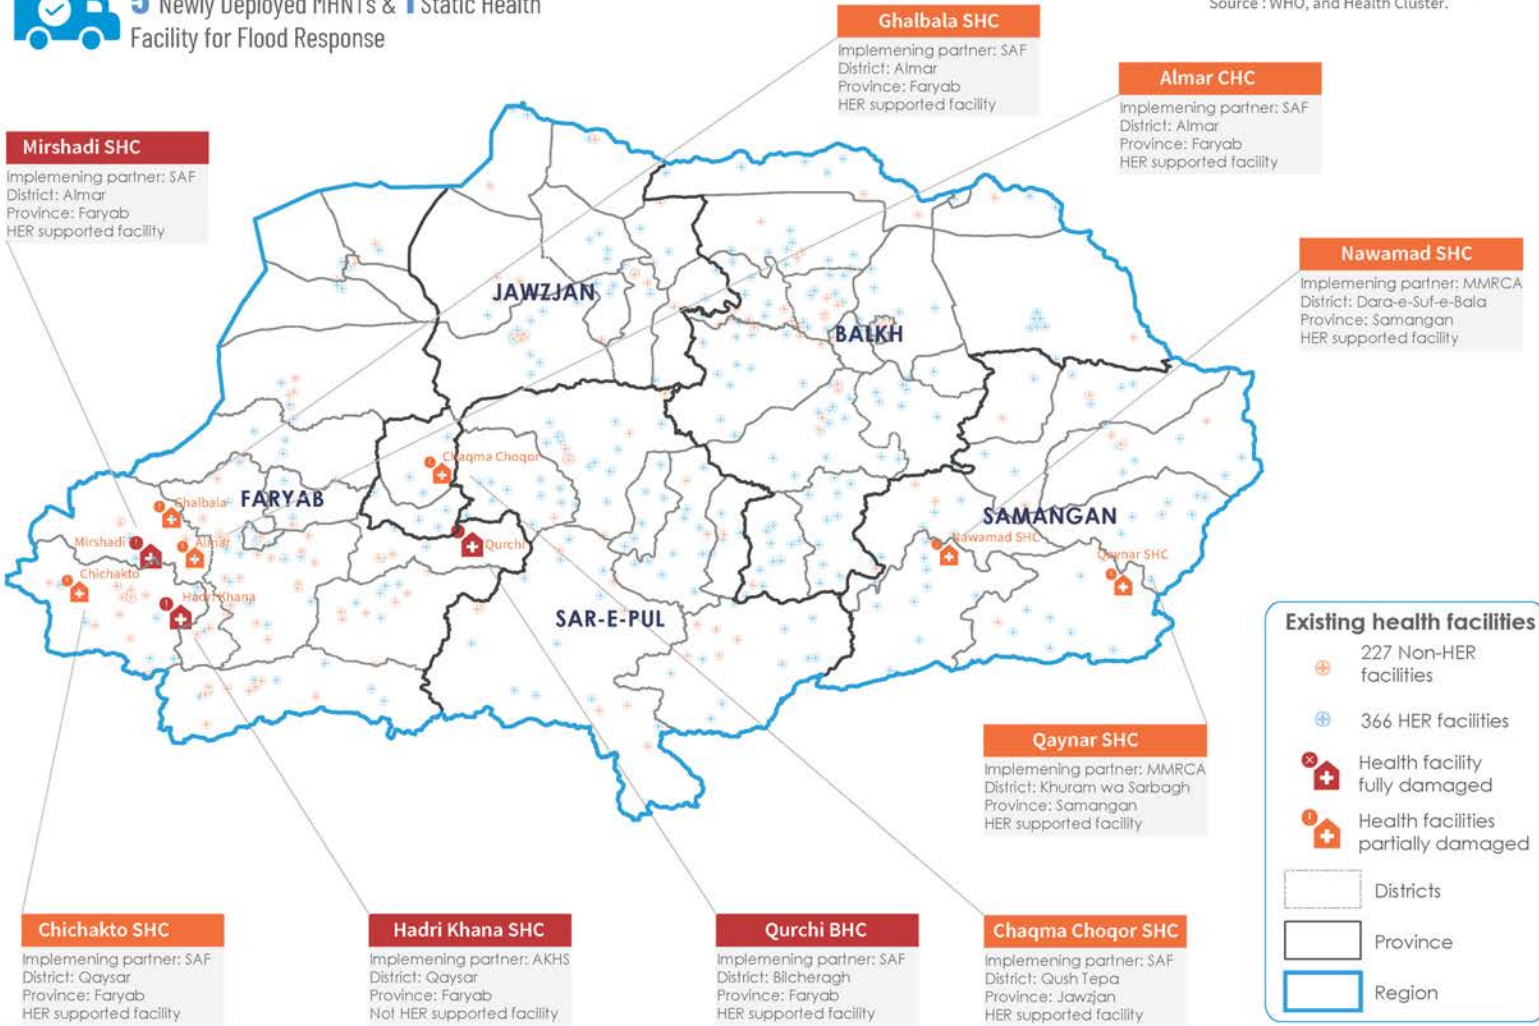 5 Newly Deployed MHNTs & 1 Static Health
Facility for Flood Response
Source : WHO, and Health Cluster.
Ghalbala SHC
Implemening partner: SAF
District: Almar
Province: Faryab
HER supported facility
Almar CHC
Implemening partner: SAF
District: Almar
Province: Faryab
HER supported facility
Mirshadi SHC
Implemening partner: SAF
District: Almar
Province: Faryab
HER supported facility
Nawamad SHC
Implemening partner: MMRCA
District: Dara-e-Suf-e-Bala
Province: Samangan
HER supported facility
JAWZJAN
BALKH
FARYAB
SAMANGAN
SAR-E-PUL
Chaqma Choqor
Ghalbala
Mirshadi
Almar
Chichakto
Hadri Khana
Qurchi
Nawamad SHC
Qaynar SHC
Existing health facilities
227 Non-HER
facilities
366 HER facilities
Health facility
fully damaged
Health facilities
partially damaged
Districts
Province
Region
Qaynar SHC
Implemening partner: MMRCA
District: Khuram wa Sarbagh
Province: Samangan
HER supported facility
Chichakto SHC
Implemening partner: SAF
District: Qaysar
Province: Faryab
HER supported facility
Hadri Khana SHC
Implemening partner: AKHS
District: Qaysar
Province: Faryab
Not HER supported facility
Qurchi BHC
Implemening partner: SAF
District: Bilcheragh
Province: Faryab
HER supported facility
Chaqma Choqor SHC
Implemening partner: SAF
District: Qush Tepa
Province: Jawzjan
HER supported facility